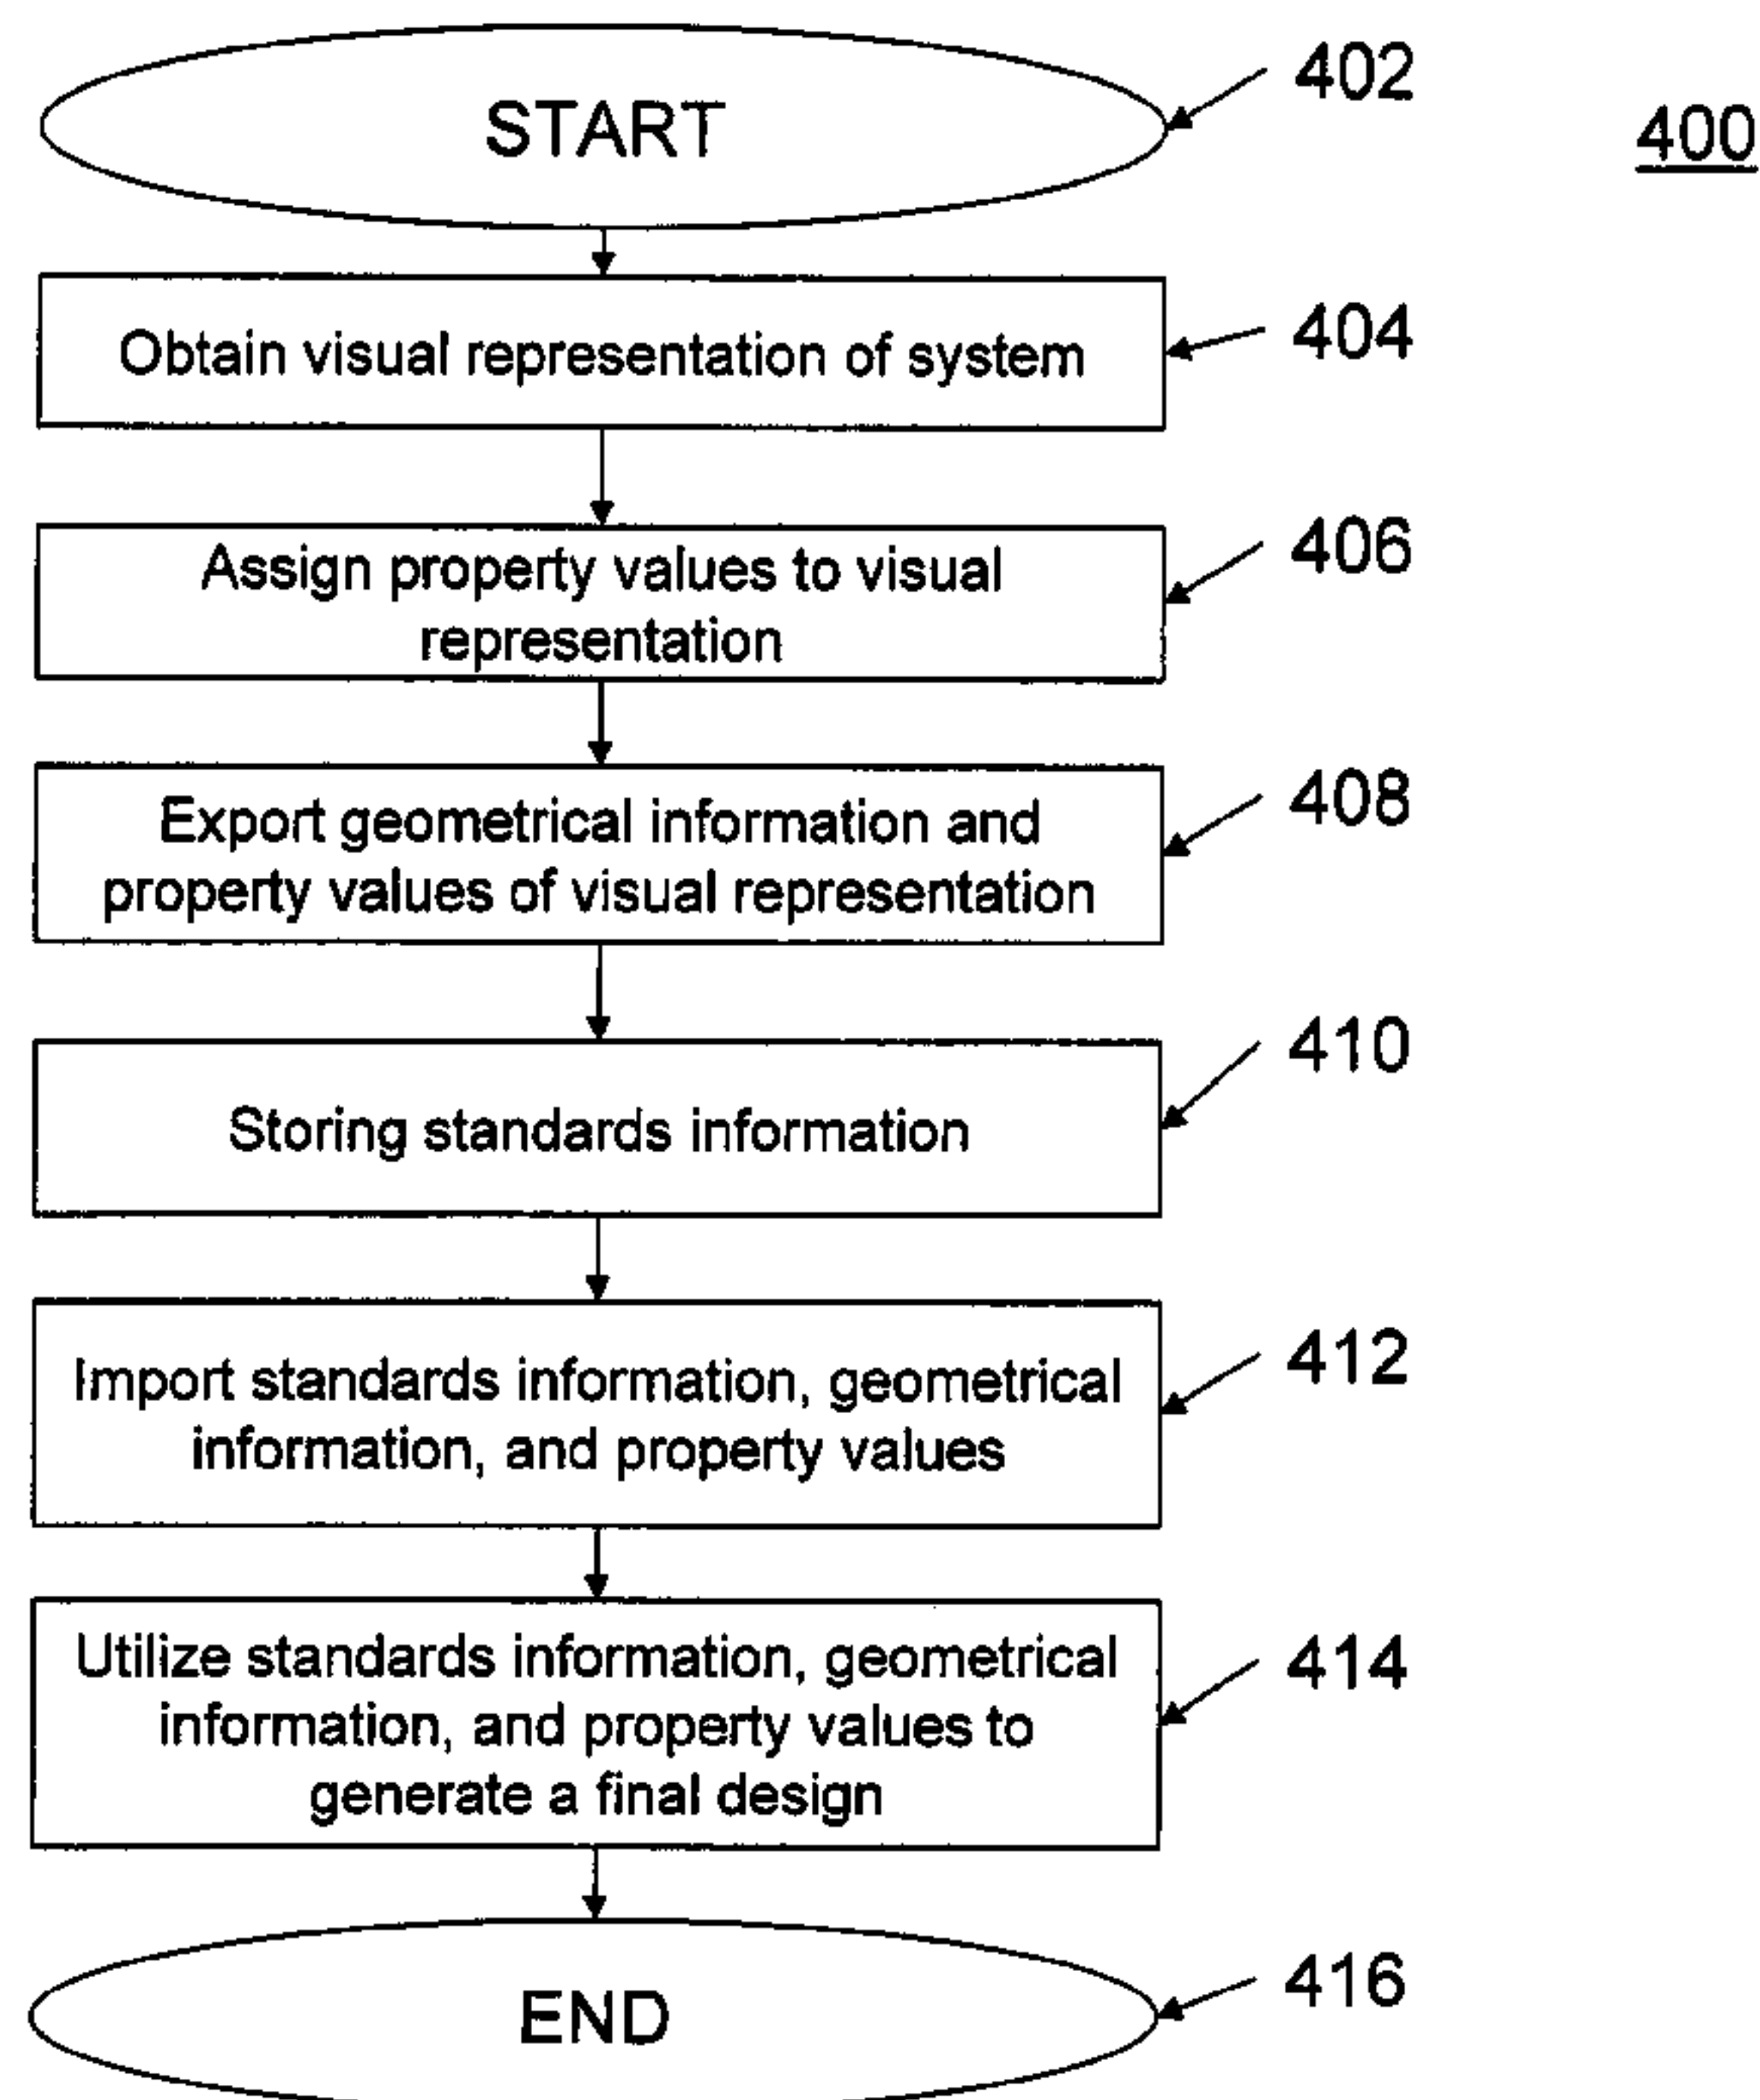 START
402
400
Obtain visual representation of system
404
Assign property values to visual
representation
406
Export geometrical information and
property values of visual representation
408
Storing standards information
410
Import standards information, geometrical
information, and property values
412
Utilize standards information, geometrical
information, and property values to
generate a final design
414
END
416